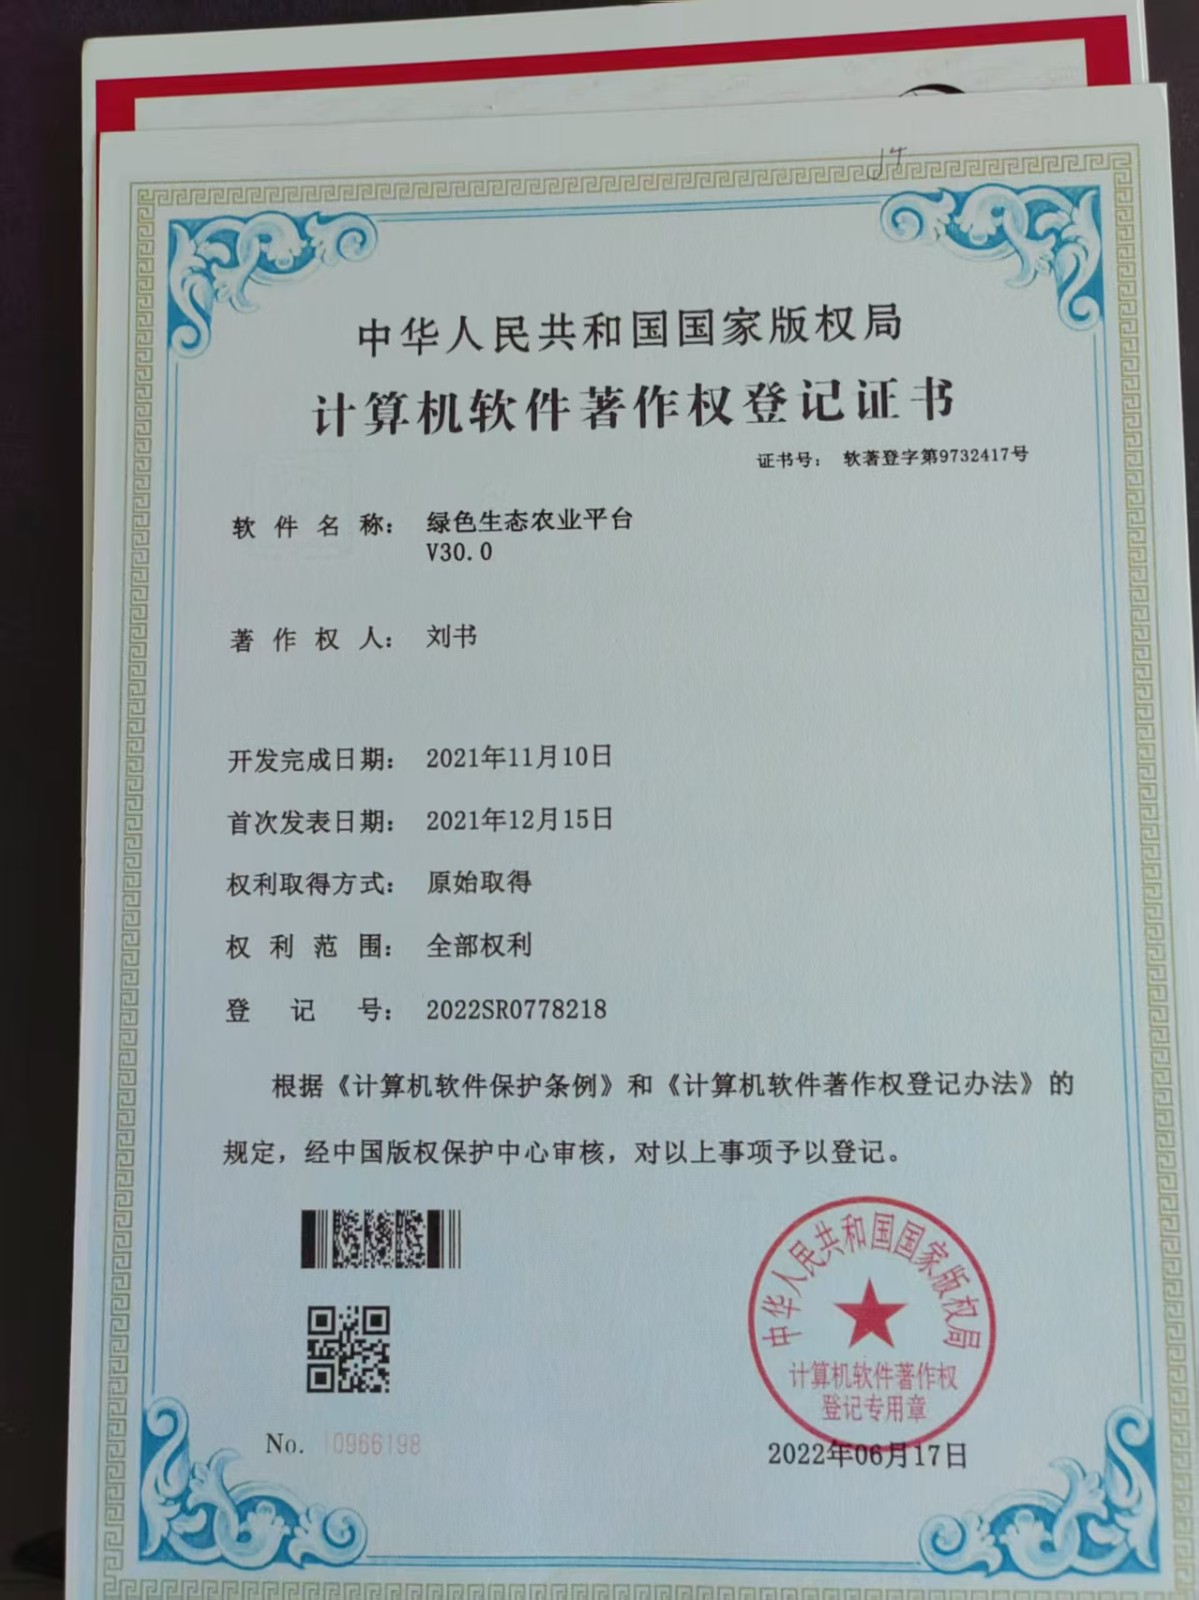 中华人民共和国国家版权局
计算机软件著作权登记证书
证书号： 软著登字第9732417号
软件名称： 绿色生态农业平台
V30.0
著作权人： 刘书
开发完成日期： 2021年11月10日
首次发表日期： 2021年12月15日
权利取得方式： 原始取得
权利范围： 全部权利
登记号： 2022SR0778218
根据《计算机软件保护条例》和《计算机软件著作权登记办法》的
规定，经中国版权保护中心审核，对以上事项予以登记。
中华人民共和国国家版权局
计算机软件著作权
登记专用章
No. 10966198
2022年06月17日